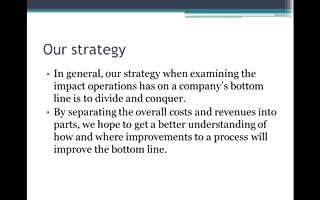 Our strategy
• In general, our strategy when examining the
impact operations has on a company's bottom
line is to divide and conquer.
• By separating the overall costs and revenues into
parts, we hope to get a better understanding of
how and where improvements to a process will
improve the bottom line.